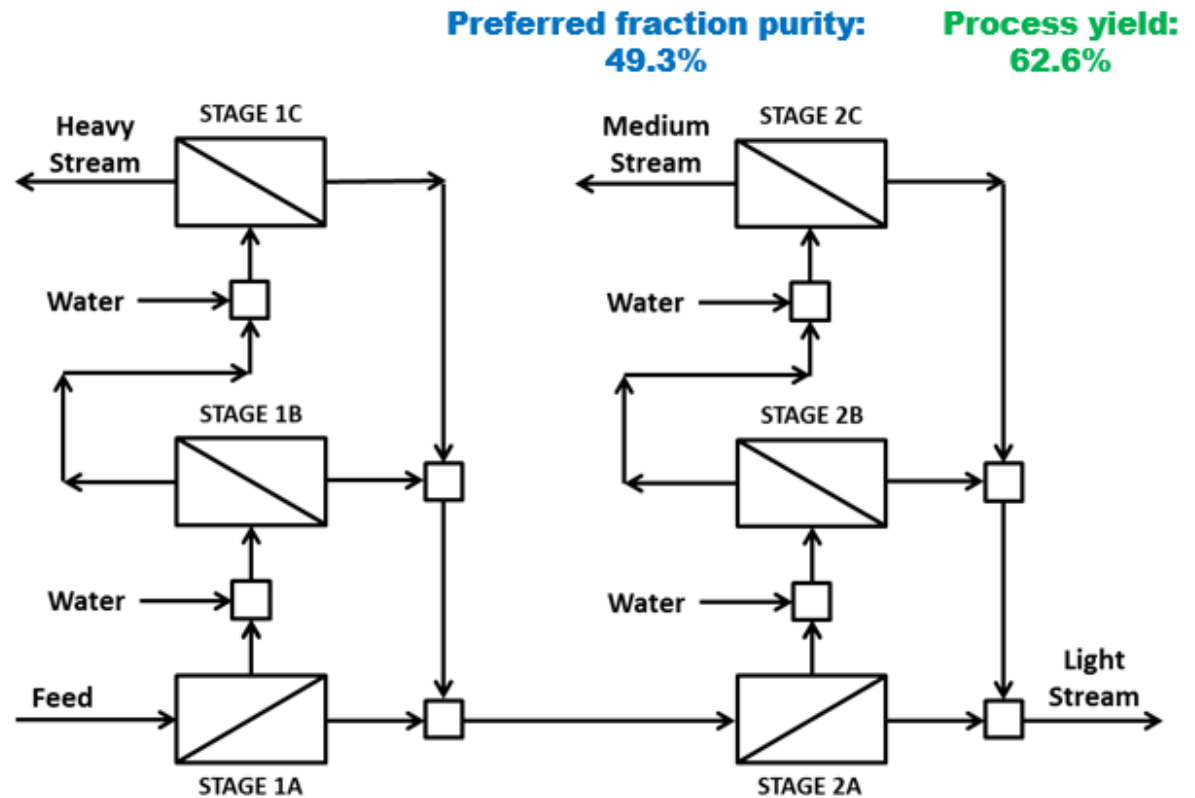 Preferred fraction purity:
49.3%
Process yield:
62.6%
STAGE 1C
Heavy
Stream
Water
STAGE 1B
Water
Feed
STAGE 1A
STAGE 2C
Medium
Stream
Water
STAGE 2B
Water
STAGE 2A
Light
Stream